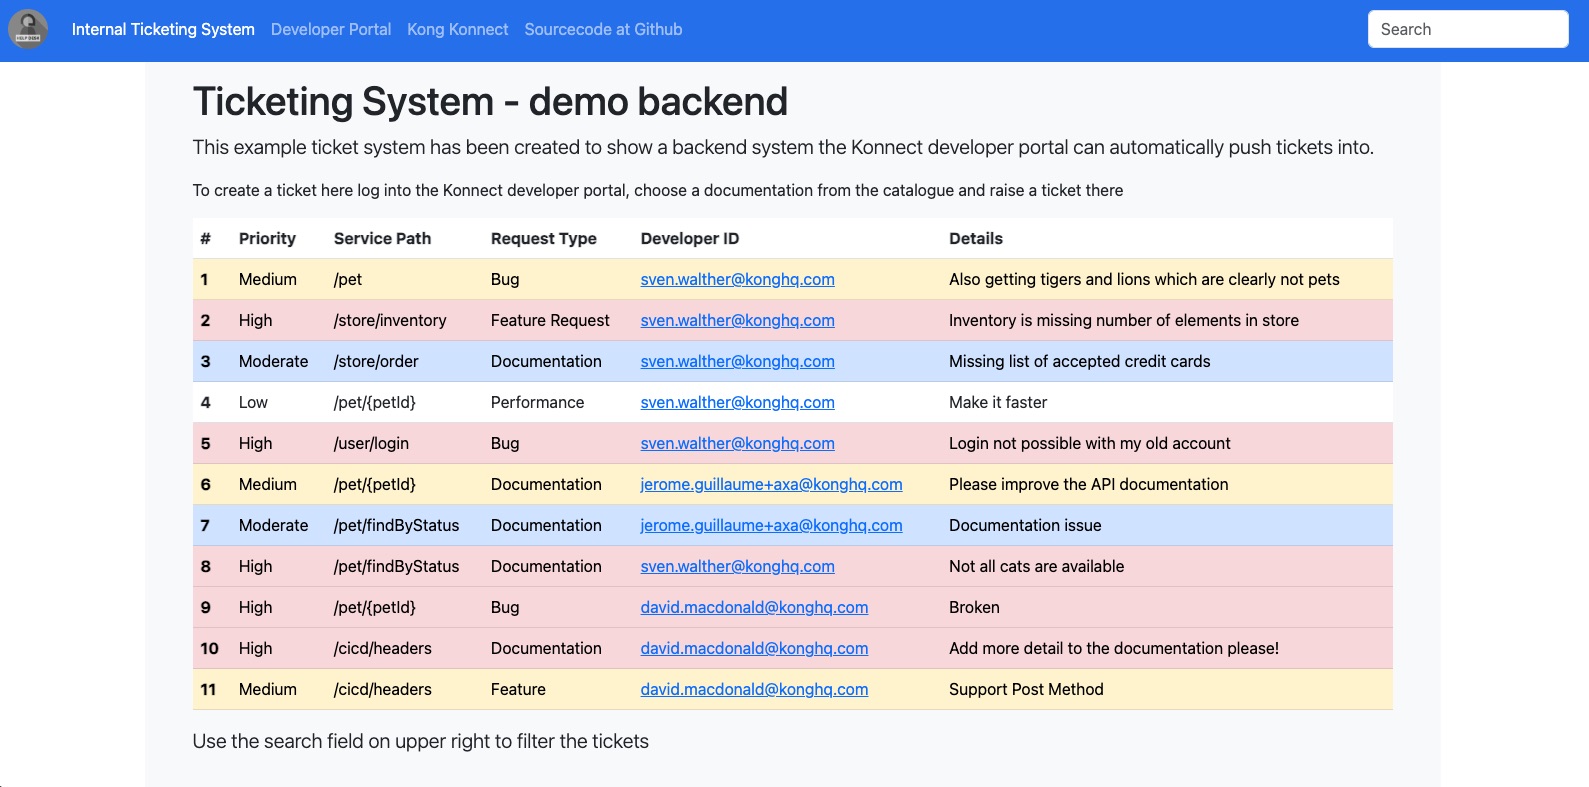 HELP DESK
Internal Ticketing System Developer Portal Kong Konnect Sourcecode at Github Search
Ticketing System - demo backend
This example ticket system has been created to show a backend system the Konnect developer portal can automatically push tickets into.
To create a ticket here log into the Konnect developer portal, choose a documentation from the catalogue and raise a ticket there
# Priority Service Path Request Type Developer ID Details
1 Medium /pet Bug sven.walther@konghq.com Also getting tigers and lions which are clearly not pets
2 High /store/inventory Feature Request sven.walther@konghq.com Inventory is missing number of elements in store
3 Moderate /store/order Documentation sven.walther@konghq.com Missing list of accepted credit cards
4 Low /pet/{petId} Performance sven.walther@konghq.com Make it faster
5 High /user/login Bug sven.walther@konghq.com Login not possible with my old account
6 Medium /pet/{petId} Documentation jerome.guillaume+axa@konghq.com Please improve the API documentation
7 Moderate /pet/findByStatus Documentation jerome.guillaume+axa@konghq.com Documentation issue
8 High /pet/findByStatus Documentation sven.walther@konghq.com Not all cats are available
9 High /pet/{petId} Bug david.macdonald@konghq.com Broken
10 High /cicd/headers Documentation david.macdonald@konghq.com Add more detail to the documentation please!
11 Medium /cicd/headers Feature david.macdonald@konghq.com Support Post Method
Use the search field on upper right to filter the tickets